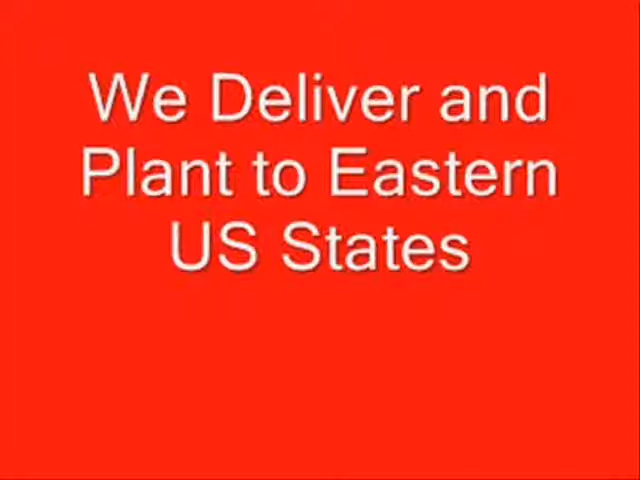 We Deliver and
Plant to Eastern
US States